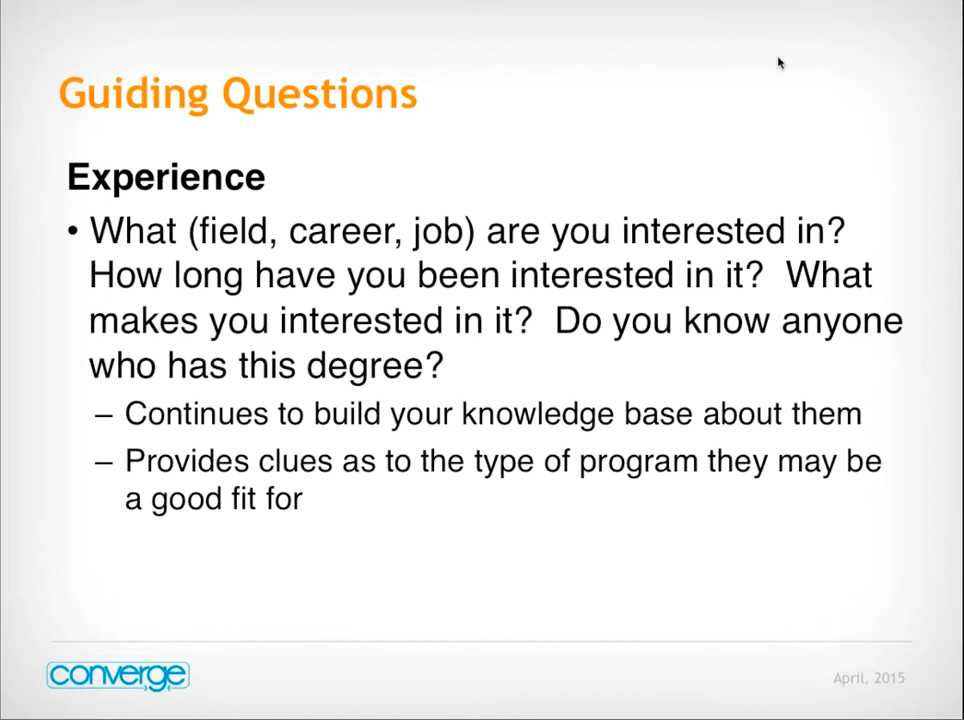 Guiding Questions
Experience
• What (field, career, job) are you interested in?
How long have you been interested in it?  What
makes you interested in it?  Do you know anyone
who has this degree?
– Continues to build your knowledge base about them
– Provides clues as to the type of program they may be
a good fit for
converge
April, 2015